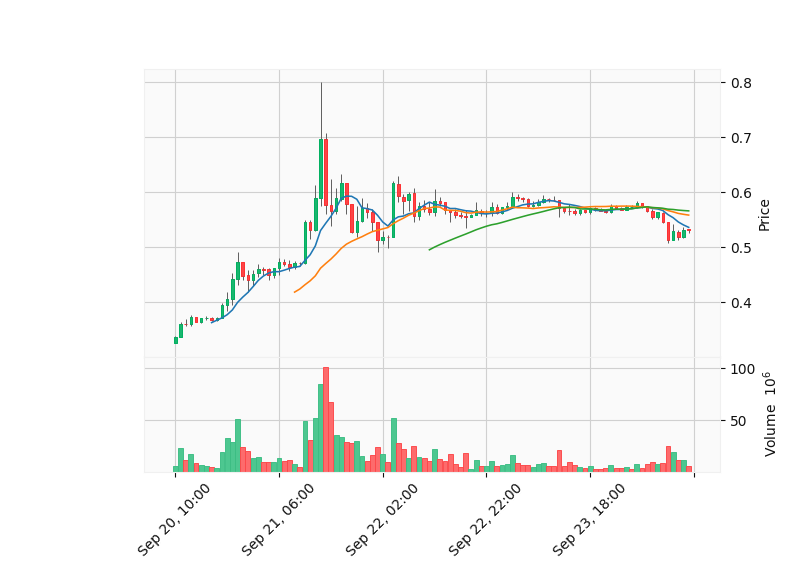 0.8
0.7
0.6
0.5
0.4
Price
100
50
Volume 10⁶
Sep 20, 10:00
Sep 21, 06:00
Sep 22, 02:00
Sep 22, 22:00
Sep 23, 18:00